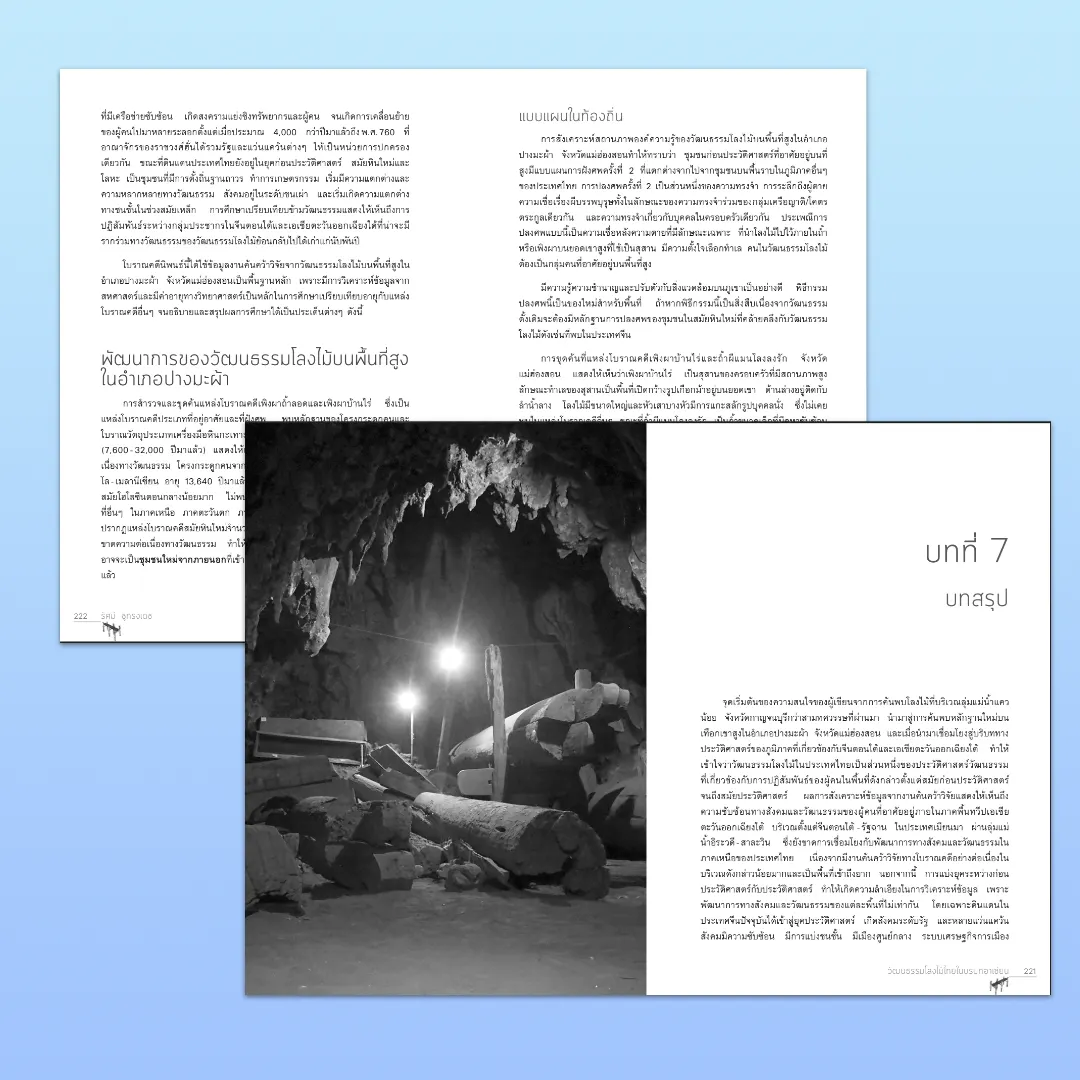 ที่มีเครือข่ายซับซ้อน เกิดสงครามแย่งชิงทรัพยากรและผู้คน จนเกิดการเคลื่อนย้าย
ของผู้คนไปมาหลายระลอกตั้งแต่เมื่อประมาณ 4,000 กว่าปีมาแล้วถึง พ.ศ. 760 ที่
อาณาจักรของราชวงศ์ฮั่นได้รวมรัฐและแว่นแคว้นต่างๆ ให้เป็นหน่วยการปกครอง
เดียวกัน ขณะที่ดินแดนประเทศไทยยังอยู่ในยุคก่อนประวัติศาสตร์ สมัยหินใหม่และ
โลหะ เป็นชุมชนที่มีการตั้งถิ่นฐานถาวร ทำการเกษตรกรรม เริ่มมีความแตกต่างและ
ความหลากหลายทางวัฒนธรรม สังคมอยู่ในระดับชนเผ่า และเริ่มเกิดความแตกต่าง
ทางชนชั้นในช่วงสมัยเหล็ก การศึกษาเปรียบเทียบข้ามวัฒนธรรมแสดงให้เห็นถึงการ
ปฏิสัมพันธ์ระหว่างกลุ่มประชากรในจีนตอนใต้และเอเชียตะวันออกเฉียงใต้ที่น่าจะมี
รากร่วมทางวัฒนธรรมของวัฒนธรรมโลงไม้ย้อนกลับไปได้เก่าแก่นับพันปี
โบราณคดีนิพนธ์นี้ได้ใช้ข้อมูลงานค้นคว้าวิจัยจากวัฒนธรรมโลงไม้บนพื้นที่สูงใน
อำเภอปางมะผ้า จังหวัดแม่ฮ่องสอนเป็นพื้นฐานหลัก เพราะมีการวิเคราะห์ข้อมูลจาก
สหศาสตร์และมีค่าอายุทางวิทยาศาสตร์เป็นหลักในการศึกษาเปรียบเทียบอายุกับแหล่ง
โบราณคดีอื่นๆ จนอธิบายและสรุปผลการศึกษาได้เป็นประเด็นต่างๆ ดังนี้
พัฒนาการของวัฒนธรรมโลงไม้บนพื้นที่สูง
ในอำเภอปางมะผ้า
การสำรวจและขุดค้นแหล่งโบราณคดีเพิงผาถ้ำลอดและเพิงผาบ้านไร่ ซึ่งเป็น
แหล่งโบราณคดีประเภทที่อยู่อาศัยและที่ฝังศพ พบหลักฐานของโครงกระดูกคนและ
โบราณวัตถุประเภทเครื่องมือหินกะเทาะ
(7,600-32,000 ปีมาแล้ว) แสดงให้
เนื่องทางวัฒนธรรม โครงกระดูกคนจาก
โล-เมลานีเซียน อายุ 13,640 ปีมาแล้
สมัยโฮโลซีนตอนกลางน้อยมาก ไม่พบ
ที่อื่นๆ ในภาคเหนือ ภาคตะวันตก
ปรากฏแหล่งโบราณคดีสมัยหินใหม่จำนว
ขาดความต่อเนื่องทางวัฒนธรรม ทำให้
อาจจะเป็นชุมชนใหม่จากภายนอกที่เข้า
แล้ว
222 รัศมี ชูทรงเดช
แบบแผนในท้องถิ่น
การสังเคราะห์สถานภาพองค์ความรู้ของวัฒนธรรมโลงไม้บนพื้นที่สูงในอำเภอ
ปางมะผ้า จังหวัดแม่ฮ่องสอนทำให้ทราบว่า ชุมชนก่อนประวัติศาสตร์ที่อาศัยอยู่บนที่
สูงมีแบบแผนการฝังศพครั้งที่ 2 ที่แตกต่างจากไปจากชุมชนบนพื้นราบในภูมิภาคอื่นๆ
ของประเทศไทย การปลงศพครั้งที่ 2 เป็นส่วนหนึ่งของความทรงจำ การระลึกถึงผู้ตาย
ความเชื่อเรื่องผีบรรพบุรุษทั้งในลักษณะของความทรงจำร่วมของกลุ่มเครือญาติ/โคตร
ตระกูลเดียวกัน และความทรงจำเกี่ยวกับบุคคลในครอบครัวเดียวกัน ประเพณีการ
ปลงศพแบบนี้เป็นความเชื่อหลังความตายที่มีลักษณะเฉพาะ ที่นำโลงไม้ไปไว้ภายในถ้ำ
หรือเพิงผาบนยอดเขาสูงที่ใช้เป็นสุสาน มีความตั้งใจเลือกทำเล คนในวัฒนธรรมโลงไม้
ต้องเป็นกลุ่มคนที่อาศัยอยู่บนพื้นที่สูง
มีความรู้ความชำนาญและปรับตัวกับสิ่งแวดล้อมบนภูเขาเป็นอย่างดี พิธีกรรม
ปลงศพนี้เป็นของใหม่สำหรับพื้นที่ ถ้าหากพิธีกรรมนี้เป็นสิ่งสืบเนื่องจากวัฒนธรรม
ดั้งเดิมจะต้องมีหลักฐานการปลงศพของชุมชนในสมัยหินใหม่ที่คล้ายคลึงกับวัฒนธรรม
โลงไม้ดังเช่นที่พบในประเทศจีน
การขุดค้นที่แหล่งโบราณคดีเพิงผาบ้านไร่และถ้ำผีแมนโลงลงรัก จังหวัด
แม่ฮ่องสอน แสดงให้เห็นว่าเพิงผาบ้านไร่ เป็นสุสานของครอบครัวที่มีสถานภาพสูง
ลักษณะทำเลของสุสานเป็นพื้นที่เปิดกว้างรูปเกือกม้าอยู่บนยอดเขา ด้านล่างอยู่ติดกับ
ลำน้ำลาง โลงไม้มีขนาดใหญ่และหัวเสาบางหัวมีการแกะสลักรูปบุคคลนั่ง ซึ่งไม่เคย
บทที่ 7
บทสรุป
จุดเริ่มต้นของความสนใจของผู้เขียนจากการค้นพบโลงไม้ที่บริเวณลุ่มแม่น้ำแคว
น้อย จังหวัดกาญจนบุรีกว่าสามทศวรรษที่ผ่านมา นำมาสู่การค้นพบหลักฐานใหม่บน
เทือกเขาสูงในอำเภอปางมะผ้า จังหวัดแม่ฮ่องสอน และเมื่อนำมาเชื่อมโยงสู่บริบททาง
ประวัติศาสตร์ของภูมิภาคที่เกี่ยวข้องกับจีนตอนใต้และเอเชียตะวันออกเฉียงใต้ ทำให้
เข้าใจว่าวัฒนธรรมโลงไม้ในประเทศไทยเป็นส่วนหนึ่งของประวัติศาสตร์วัฒนธรรม
ที่เกี่ยวข้องกับการปฏิสัมพันธ์ของผู้คนในพื้นที่ดังกล่าวตั้งแต่สมัยก่อนประวัติศาสตร์
จนถึงสมัยประวัติศาสตร์ ผลการสังเคราะห์ข้อมูลจากงานค้นคว้าวิจัยแสดงให้เห็นถึง
ความซับซ้อนทางสังคมและวัฒนธรรมของผู้คนที่อาศัยอยู่ภายในภาคพื้นทวีปเอเชีย
ตะวันออกเฉียงใต้ บริเวณตั้งแต่จีนตอนใต้-รัฐฉาน ในประเทศเมียนมา ผ่านลุ่มแม่
น้ำอิระวดี-สาละวิน ซึ่งยังขาดการเชื่อมโยงกับพัฒนาการทางสังคมและวัฒนธรรมใน
ภาคเหนือของประเทศไทย เนื่องจากมีงานค้นคว้าวิจัยทางโบราณคดีอย่างต่อเนื่องใน
บริเวณดังกล่าวน้อยมากและเป็นพื้นที่เข้าถึงยาก นอกจากนี้ การแบ่งยุคระหว่างก่อน
ประวัติศาสตร์กับประวัติศาสตร์ ทำให้เกิดความลำเอียงในการวิเคราะห์ข้อมูล เพราะ
พัฒนาการทางสังคมและวัฒนธรรมของแต่ละพื้นที่ไม่เท่ากัน โดยเฉพาะดินแดนใน
ประเทศจีนปัจจุบันได้เข้าสู่ยุคประวัติศาสตร์ เกิดสังคมระดับรัฐ และหลายแว่นแคว้น
สังคมมีความซับซ้อน มีการแบ่งชนชั้น มีเมืองศูนย์กลาง ระบบเศรษฐกิจการเมือง
วัฒนธรรมโลงไม้ไทยในบริบทอาเซียน 221